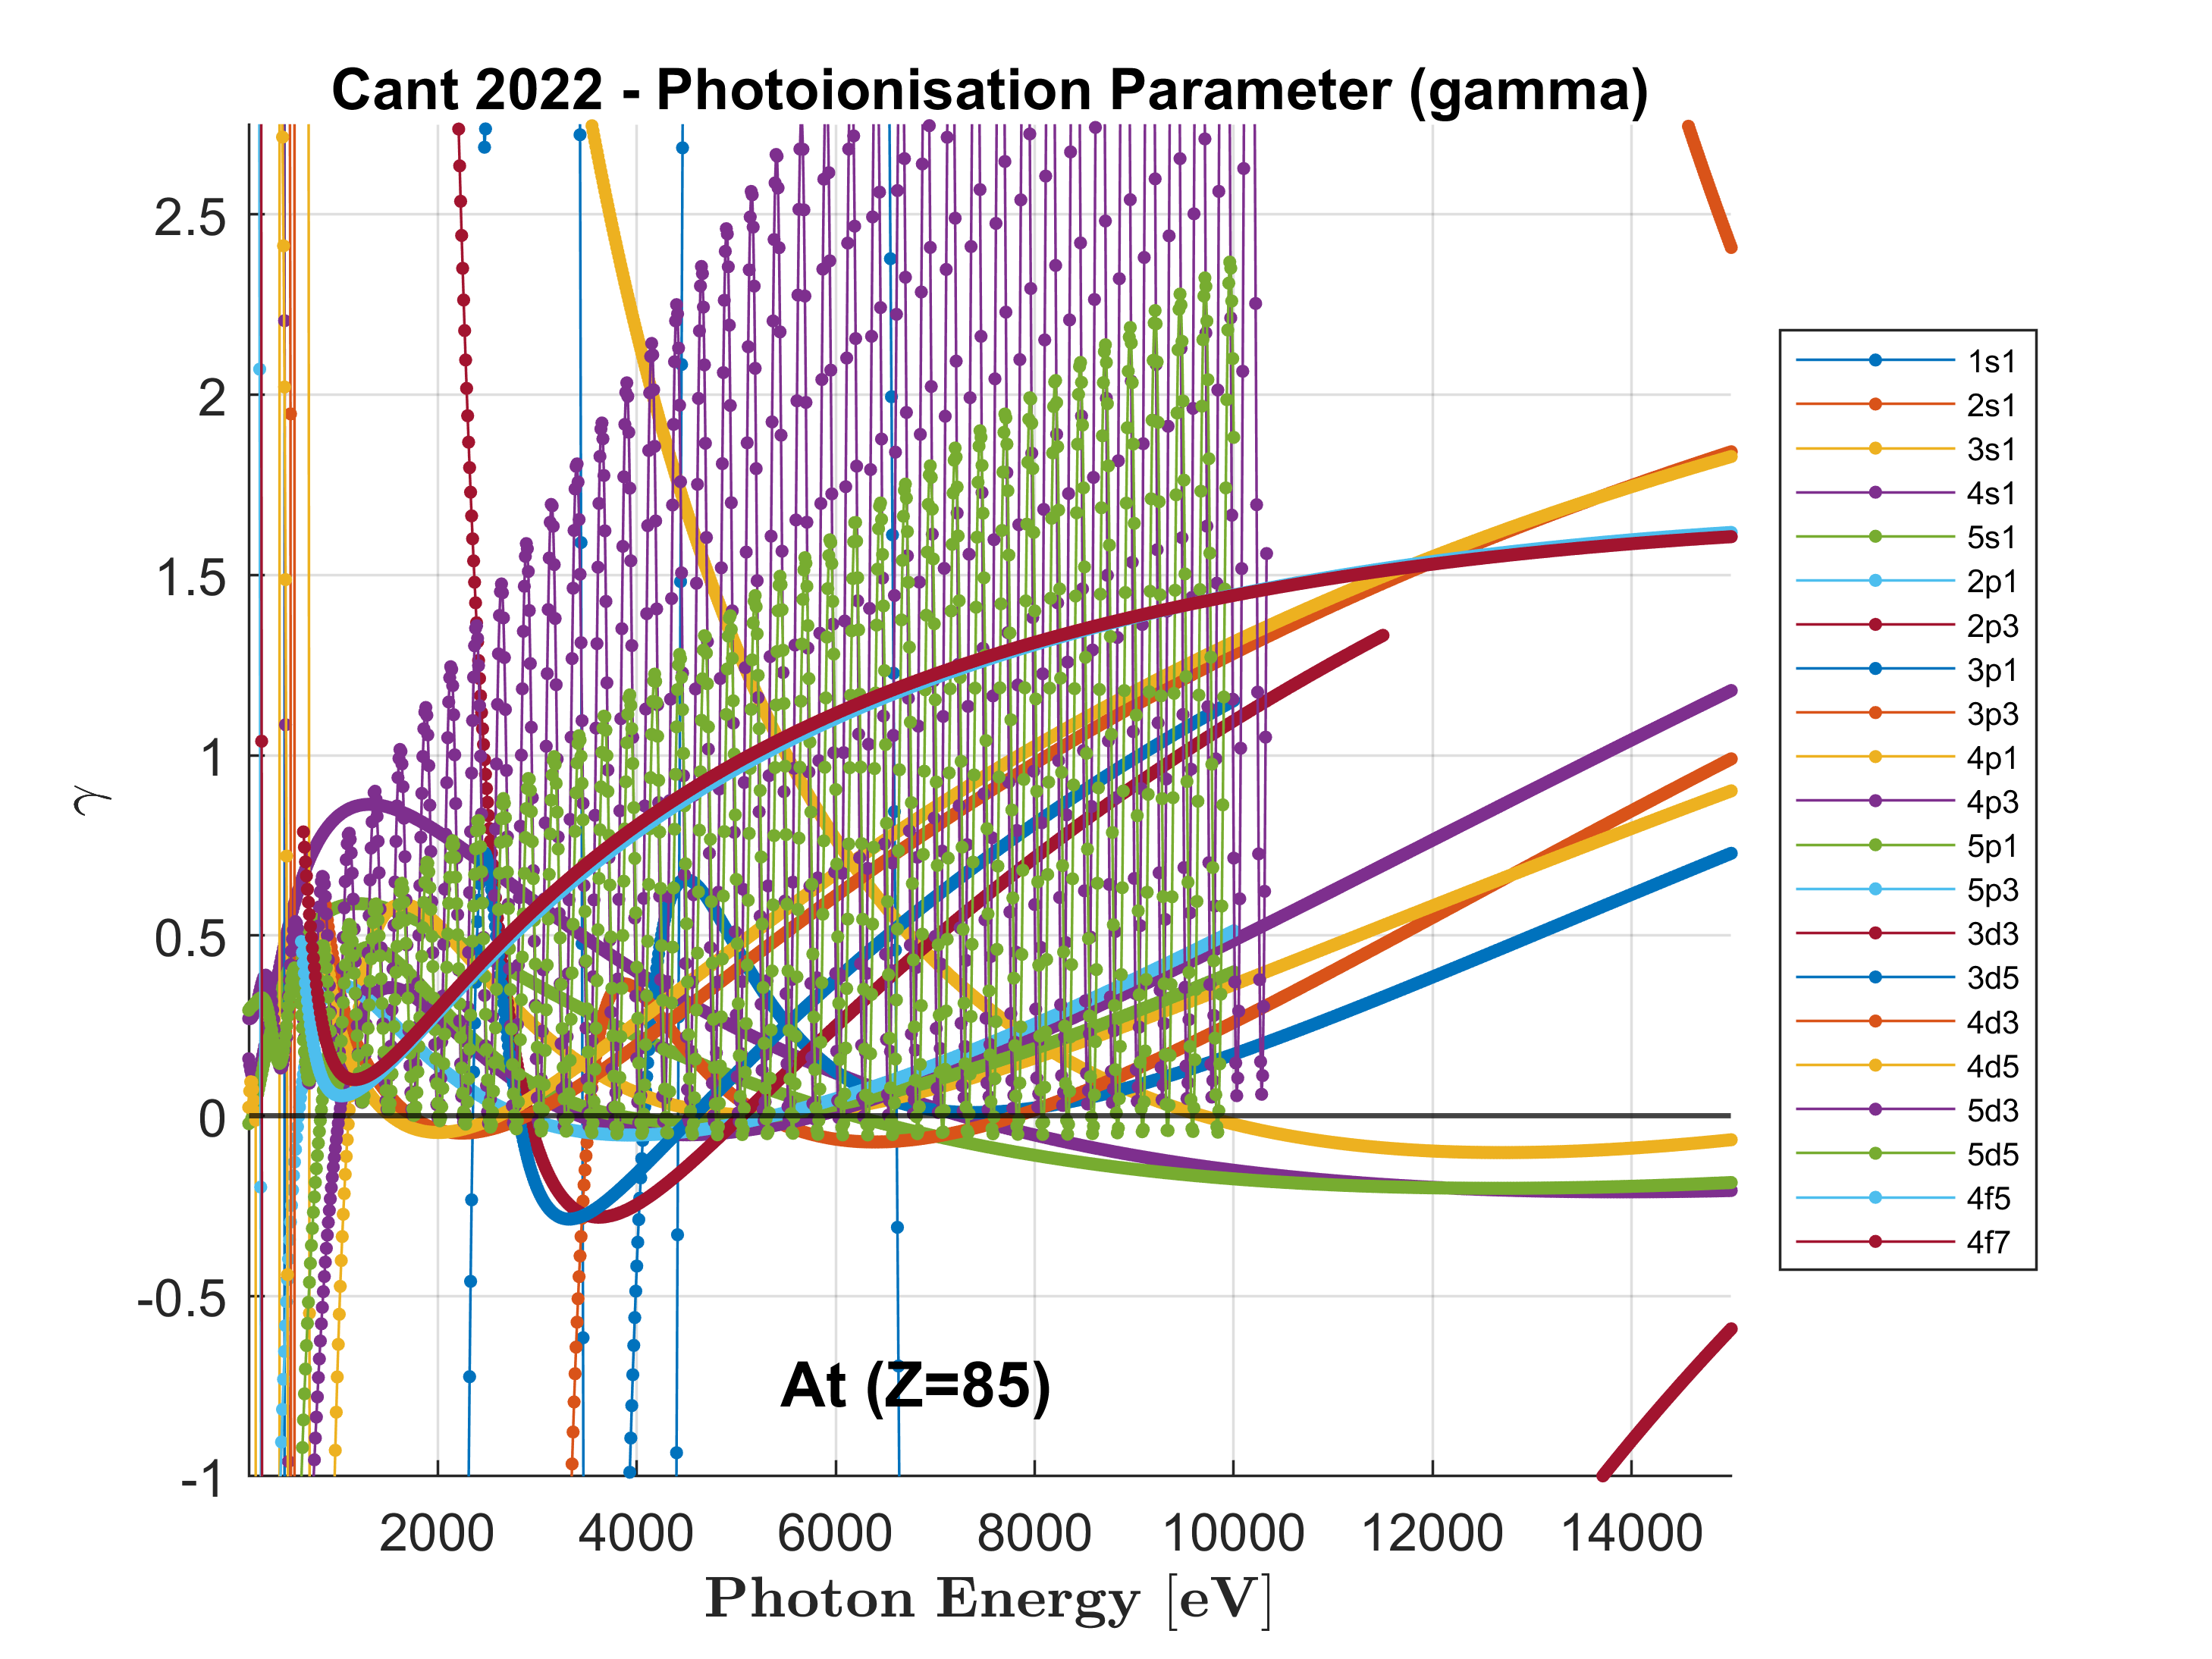 Cant 2022 - Photoionisation Parameter (gamma)
2.5
2
1.5
1
0.5
0
-0.5
-1
γ
2000 4000 6000 8000 10000 12000 14000
Photon Energy [eV]
At (Z=85)
1s1
2s1
3s1
4s1
5s1
2p1
2p3
3p1
3p3
4p1
4p3
5p1
5p3
3d3
3d5
4d3
4d5
5d3
5d5
4f5
4f7